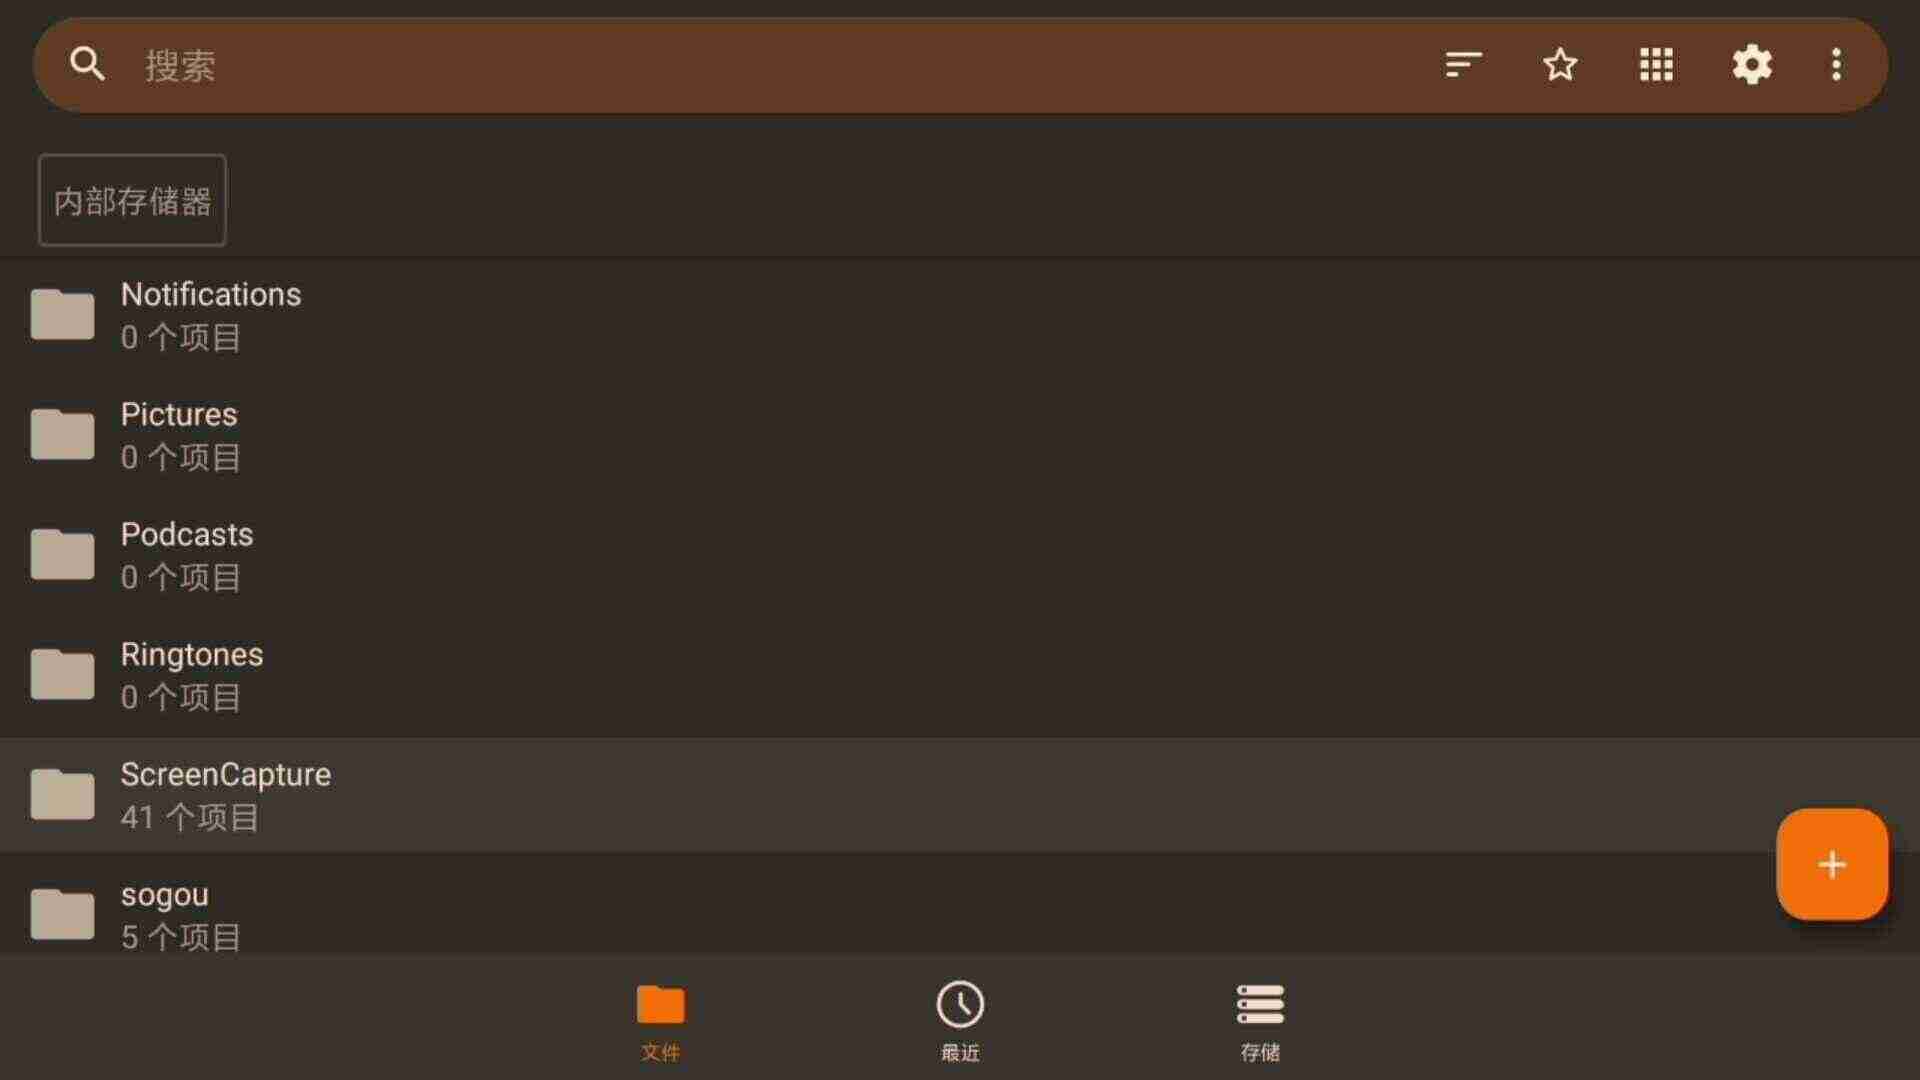 搜索
内部存储器
Notifications
0 个项目
Pictures
0 个项目
Podcasts
0 个项目
Ringtones
0 个项目
ScreenCapture
41 个项目
sogou
5 个项目
文件
最近
存储